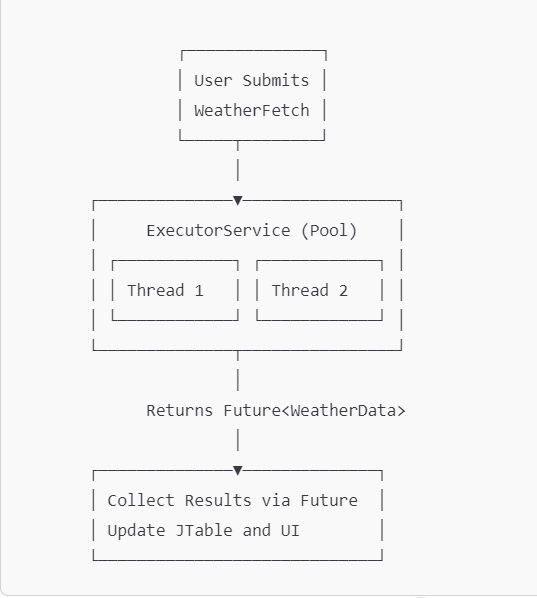 User Submits
WeatherFetch
ExecutorService (Pool)
Thread 1 Thread 2
Returns Future<WeatherData>
Collect Results via Future
Update JTable and UI